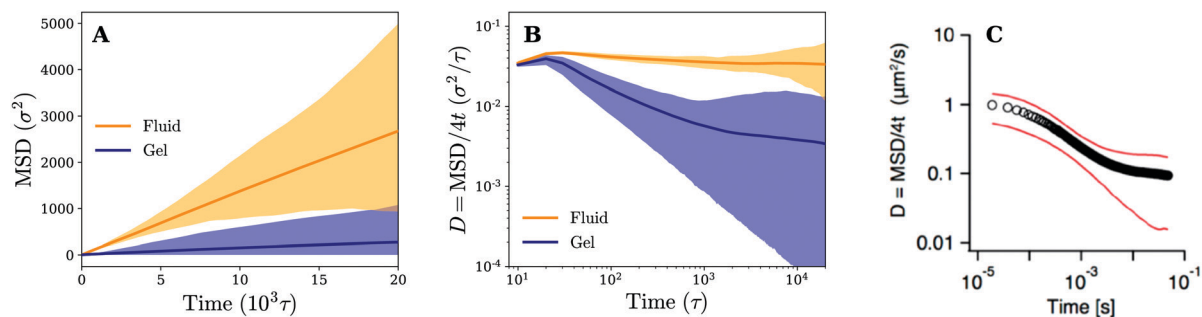 A
MSD (σ²)
5000
4000
3000
2000
1000
0
Fluid
Gel
0
5
10
15
20
Time (10³τ)
B
D = MSD/4t (σ²/τ)
10⁻¹
10⁻²
10⁻³
10⁻⁴
Fluid
Gel
10¹
10²
10³
10⁴
Time (τ)
C
D = MSD/4t (µm²/s)
10
1
0.1
0.01
10⁻⁵
10⁻³
10⁻¹
Time [s]